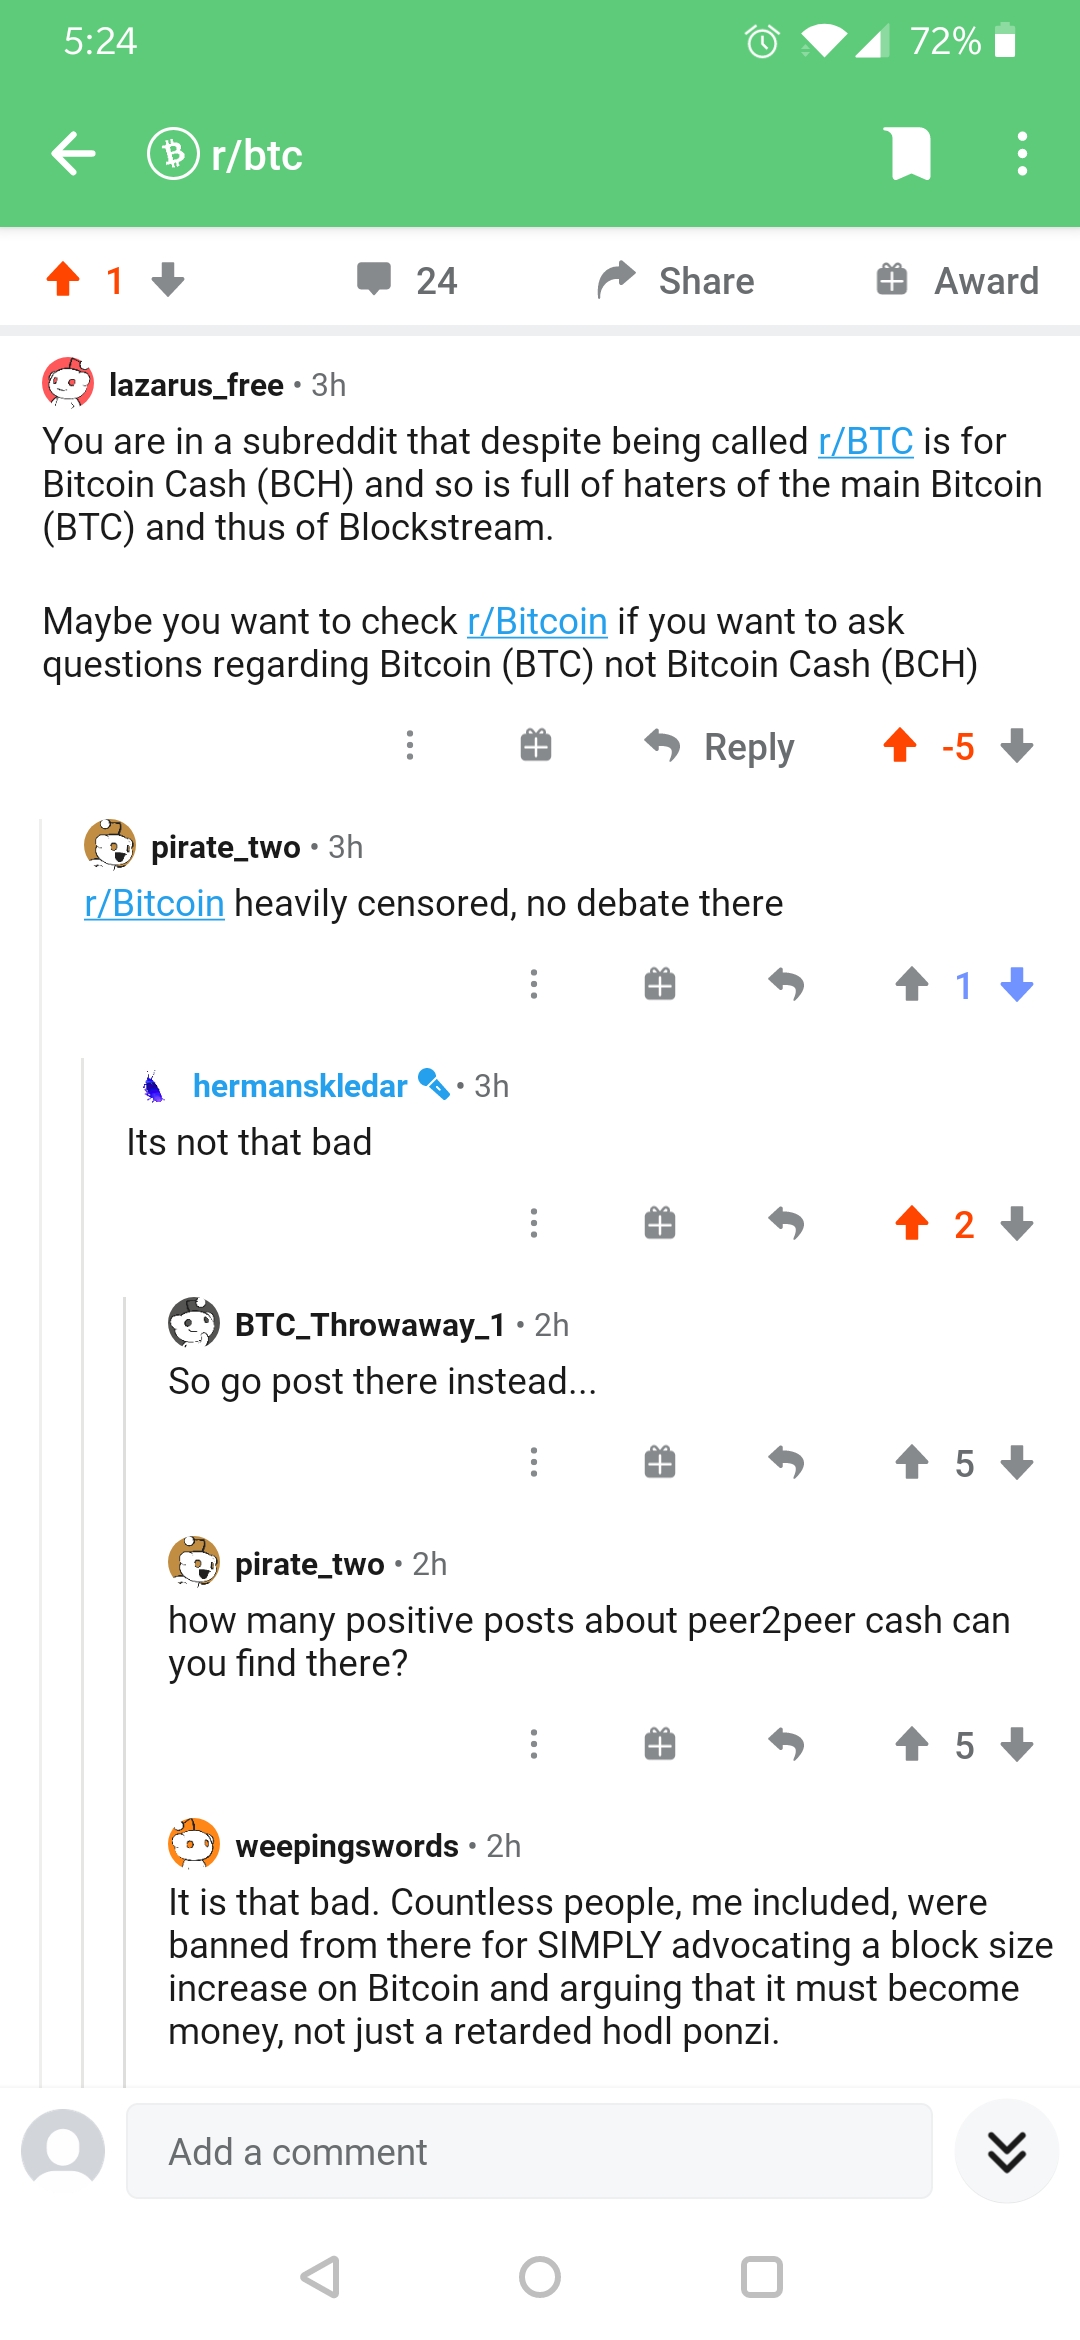 5:24
72%
r/btc
1
24
Share
Award
lazarus_free • 3h
You are in a subreddit that despite being called r/BTC is for
Bitcoin Cash (BCH) and so is full of haters of the main Bitcoin
(BTC) and thus of Blockstream.
Maybe you want to check r/Bitcoin if you want to ask
questions regarding Bitcoin (BTC) not Bitcoin Cash (BCH)
Reply
-5
pirate_two • 3h
r/Bitcoin heavily censored, no debate there
1
hermanskledar • 3h
Its not that bad
2
BTC_Throwaway_1 • 2h
So go post there instead...
5
pirate_two • 2h
how many positive posts about peer2peer cash can
you find there?
5
weepingswords • 2h
It is that bad. Countless people, me included, were
banned from there for SIMPLY advocating a block size
increase on Bitcoin and arguing that it must become
money, not just a retarded hodl ponzi.
Add a comment